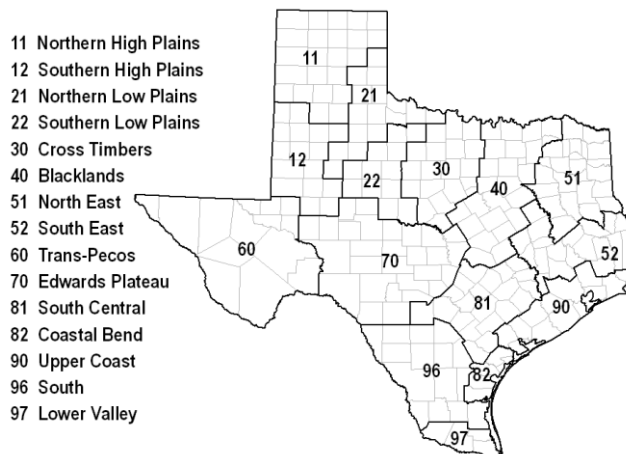 11 Northern High Plains
12 Southern High Plains
21 Northern Low Plains
22 Southern Low Plains
30 Cross Timbers
40 Blacklands
51 North East
52 South East
60 Trans-Pecos
70 Edwards Plateau
81 South Central
82 Coastal Bend
90 Upper Coast
96 South
97 Lower Valley
11
21
12
22
30
40
51
60
70
52
81
90
96
82
97